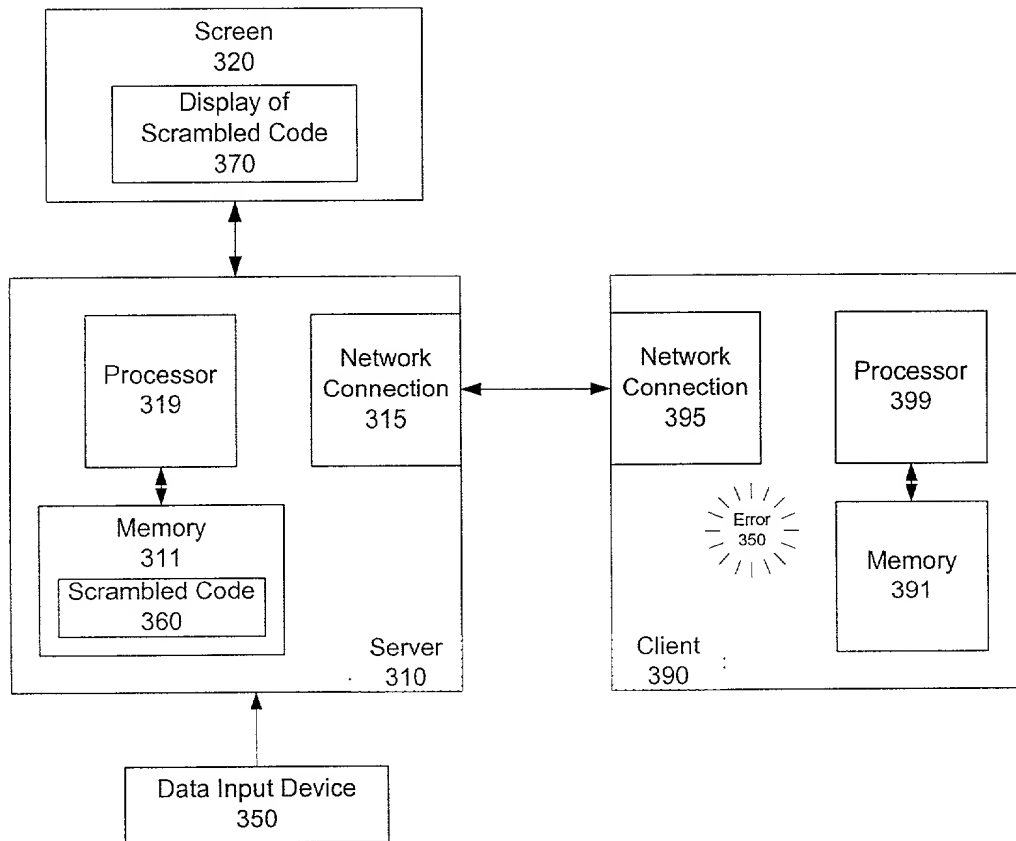 Screen
320
Display of
Scrambled Code
370
Processor
319
Network
Connection
315
Network
Connection
395
Processor
399
Memory
311
Scrambled Code
360
Error
350
Memory
391
Server
310
Client
390
Data Input Device
350